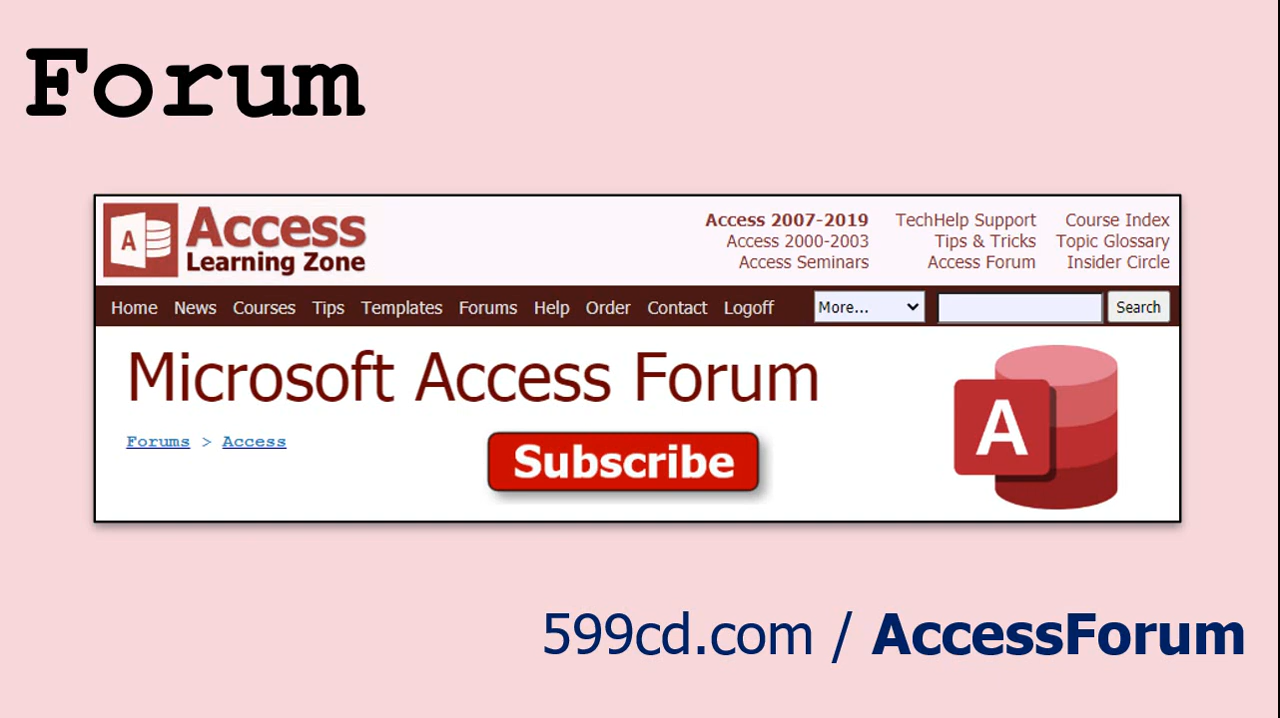 Forum
A
Access
Learning Zone
Access 2007-2019 TechHelp Support Course Index
Access 2000-2003 Tips & Tricks Topic Glossary
Access Seminars Access Forum Insider Circle
Home News Courses Tips Templates Forums Help Order Contact Logoff More... Search
Microsoft Access Forum
Forums > Access
Subscribe
A
599cd.com / AccessForum